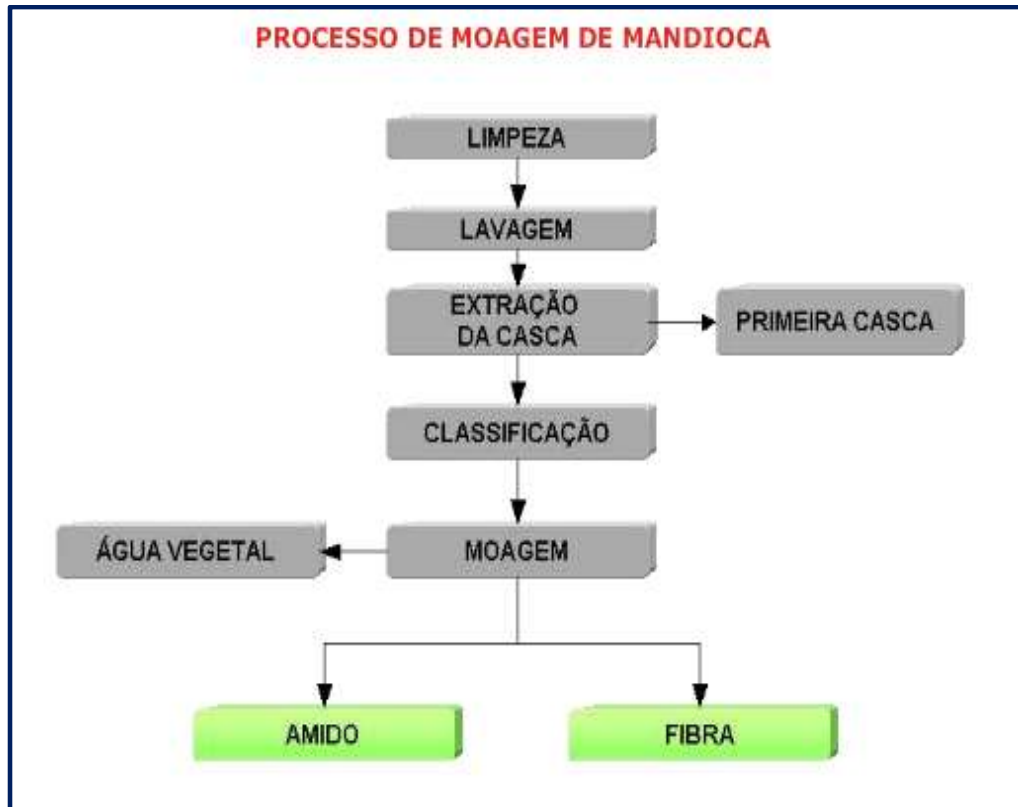 PROCESSO DE MOAGEM DE MANDIOCA
LIMPEZA
LAVAGEM
EXTRAÇÃO
DA CASCA
PRIMEIRA CASCA
CLASSIFICAÇÃO
ÁGUA VEGETAL
MOAGEM
AMIDO
FIBRA